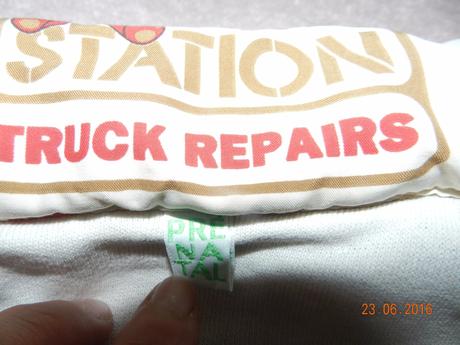 STATION
TRUCK REPAIRS
PRE
NA
TAL
23.06.2016